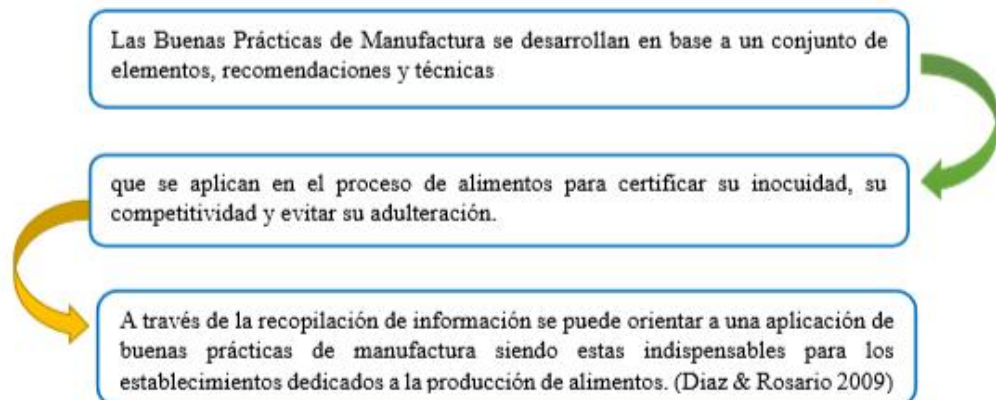 Las Buenas Prácticas de Manufactura se desarrollan en base a un conjunto de
elementos, recomendaciones y técnicas
que se aplican en el proceso de alimentos para certificar su inocuidad, su
competitividad y evitar su adulteración.
A través de la recopilación de información se puede orientar a una aplicación de
buenas prácticas de manufactura siendo estas indispensables para los
establecimientos dedicados a la producción de alimentos. (Diaz & Rosario 2009)